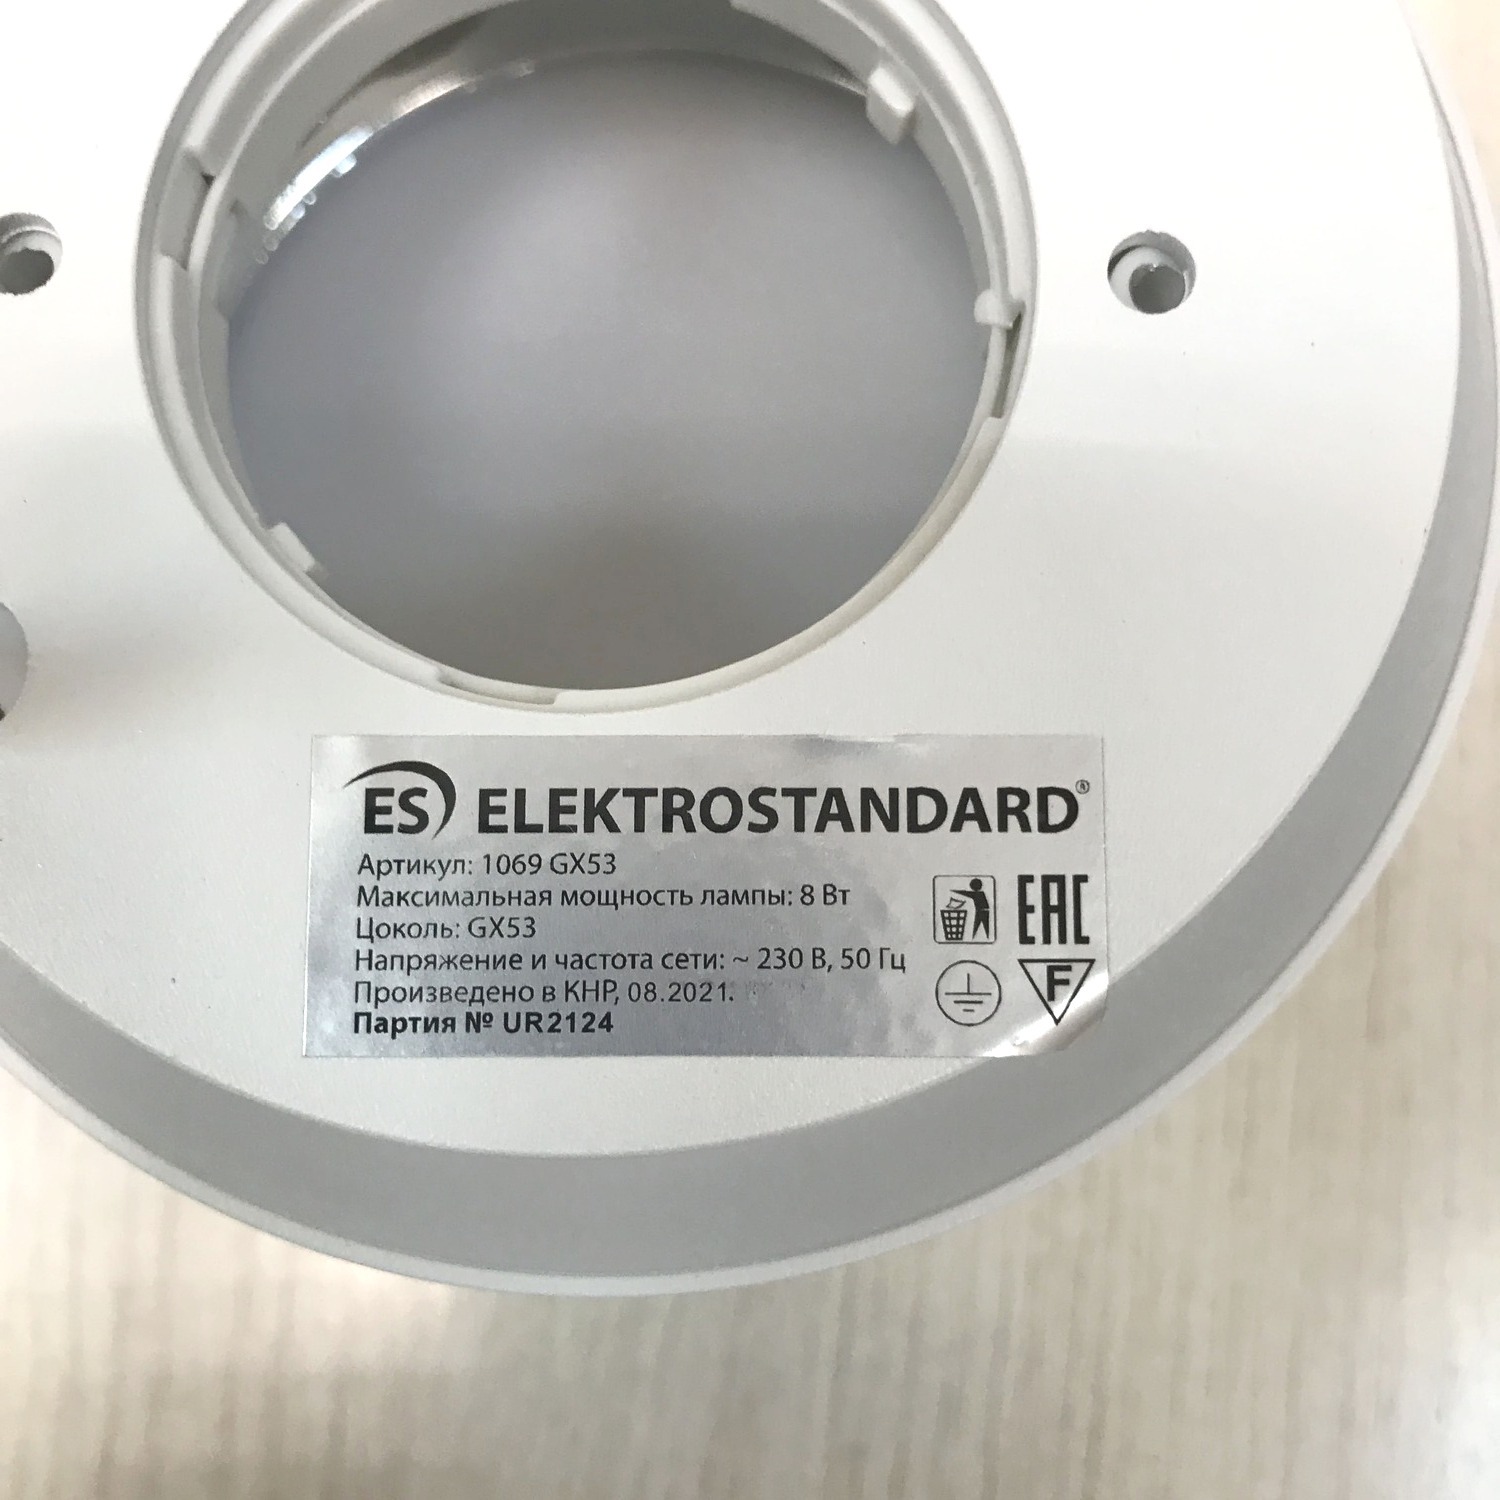 ES ELEKTROSTANDARD®
Артикул: 1069 GX53
Максимальная мощность лампы: 8 Вт
Цоколь: GX53
Напряжение и частота сети: ~ 230 В, 50 Гц
Произведено в КНР, 08.2021.
Партия № UR2124
EAC
F